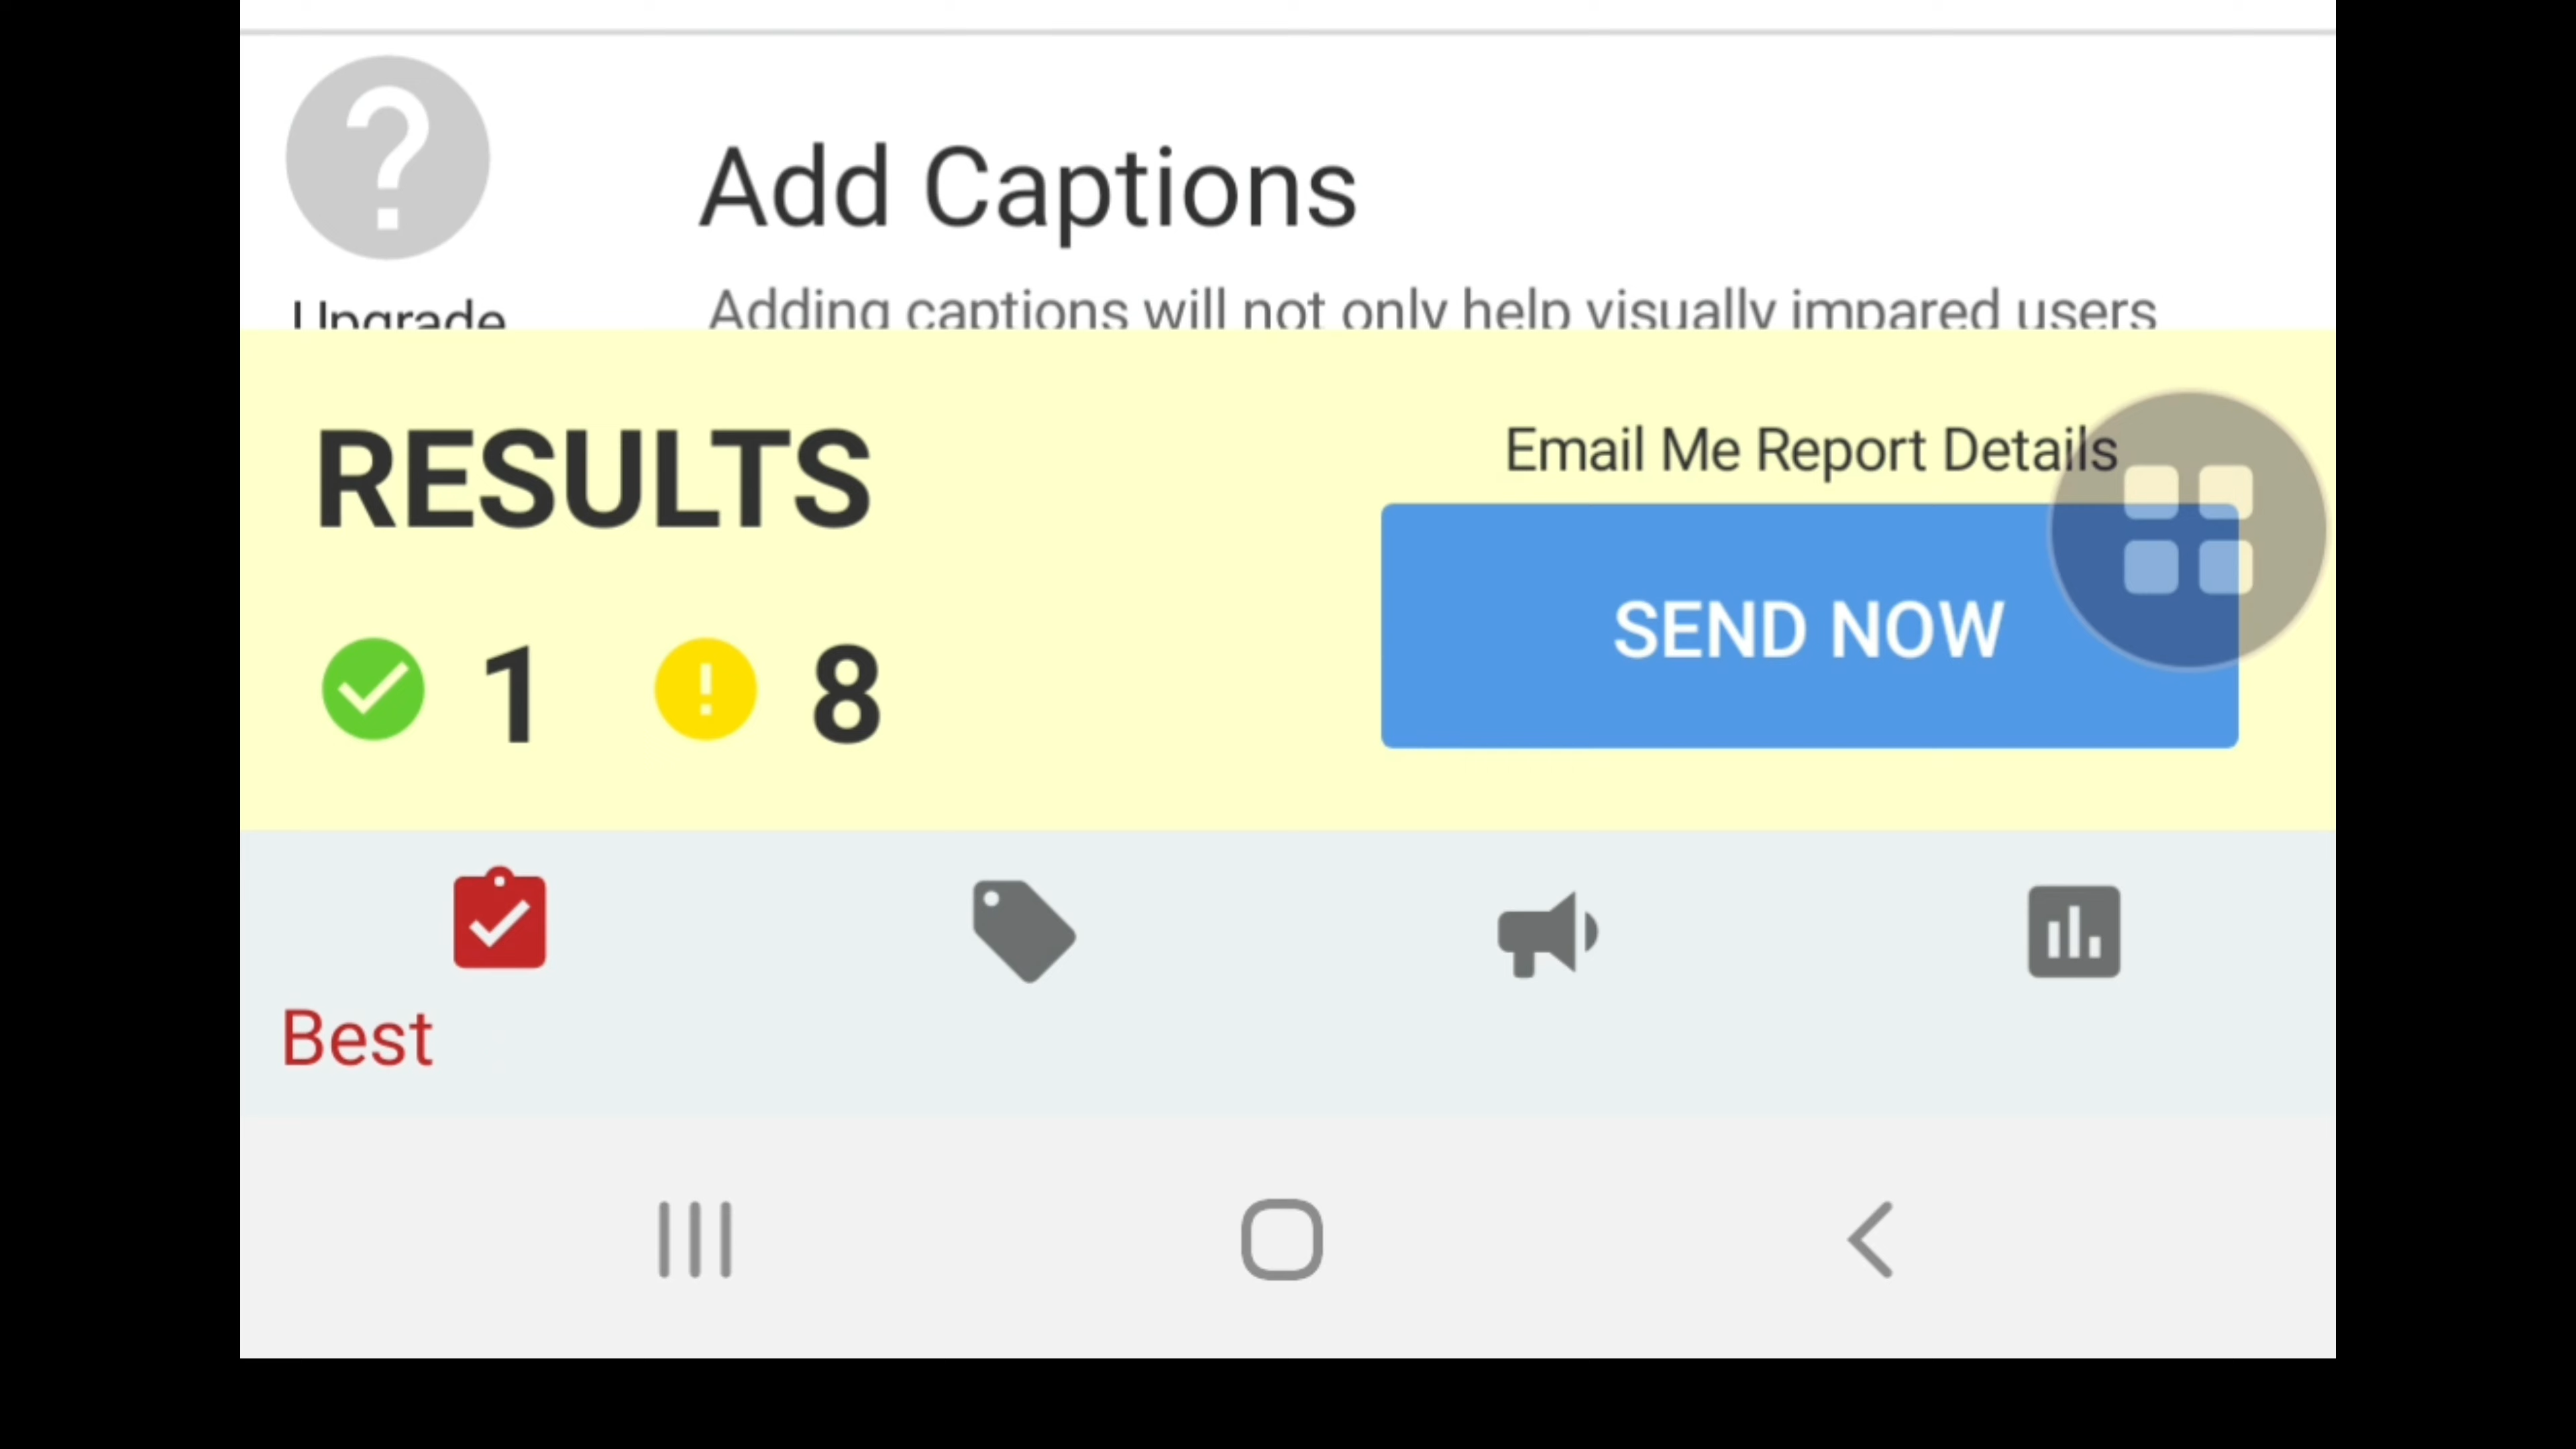 Add Captions
Upgrade
Adding captions will not only help visually impared users
RESULTS
Email Me Report Details
SEND NOW
1
8
Best